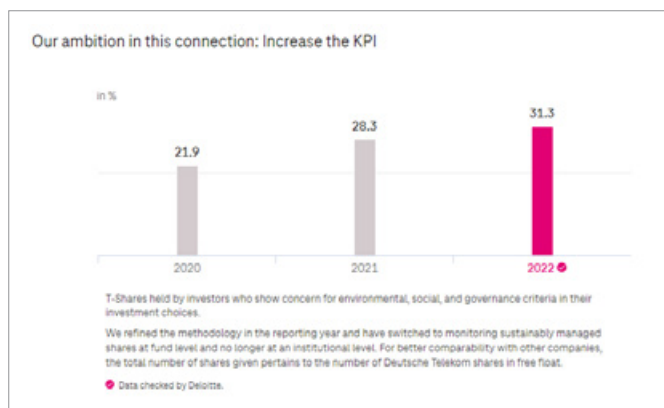 Our ambition in this connection: Increase the KPI
in %
21.9
28.3
31.3
2020
2021
2022
T-Shares held by investors who show concern for environmental, social, and governance criteria in their
investment choices.
We refined the methodology in the reporting year and have switched to monitoring sustainably managed
shares at fund level and no longer at an institutional level. For better comparability with other companies,
the total number of shares given pertains to the number of Deutsche Telekom shares in free float.
Data checked by Deloitte.